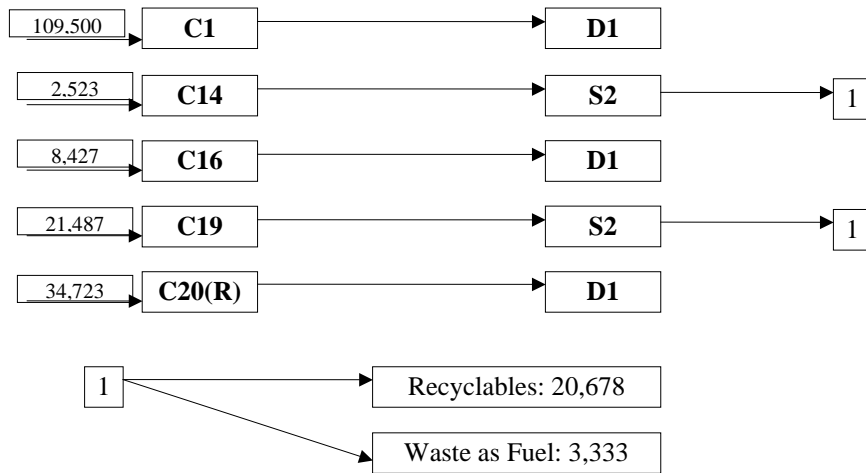 109,500 C1 D1
2,523 C14 S2 1
8,427 C16 D1
21,487 C19 S2 1
34,723 C20(R) D1
1 Recyclables: 20,678
Waste as Fuel: 3,333